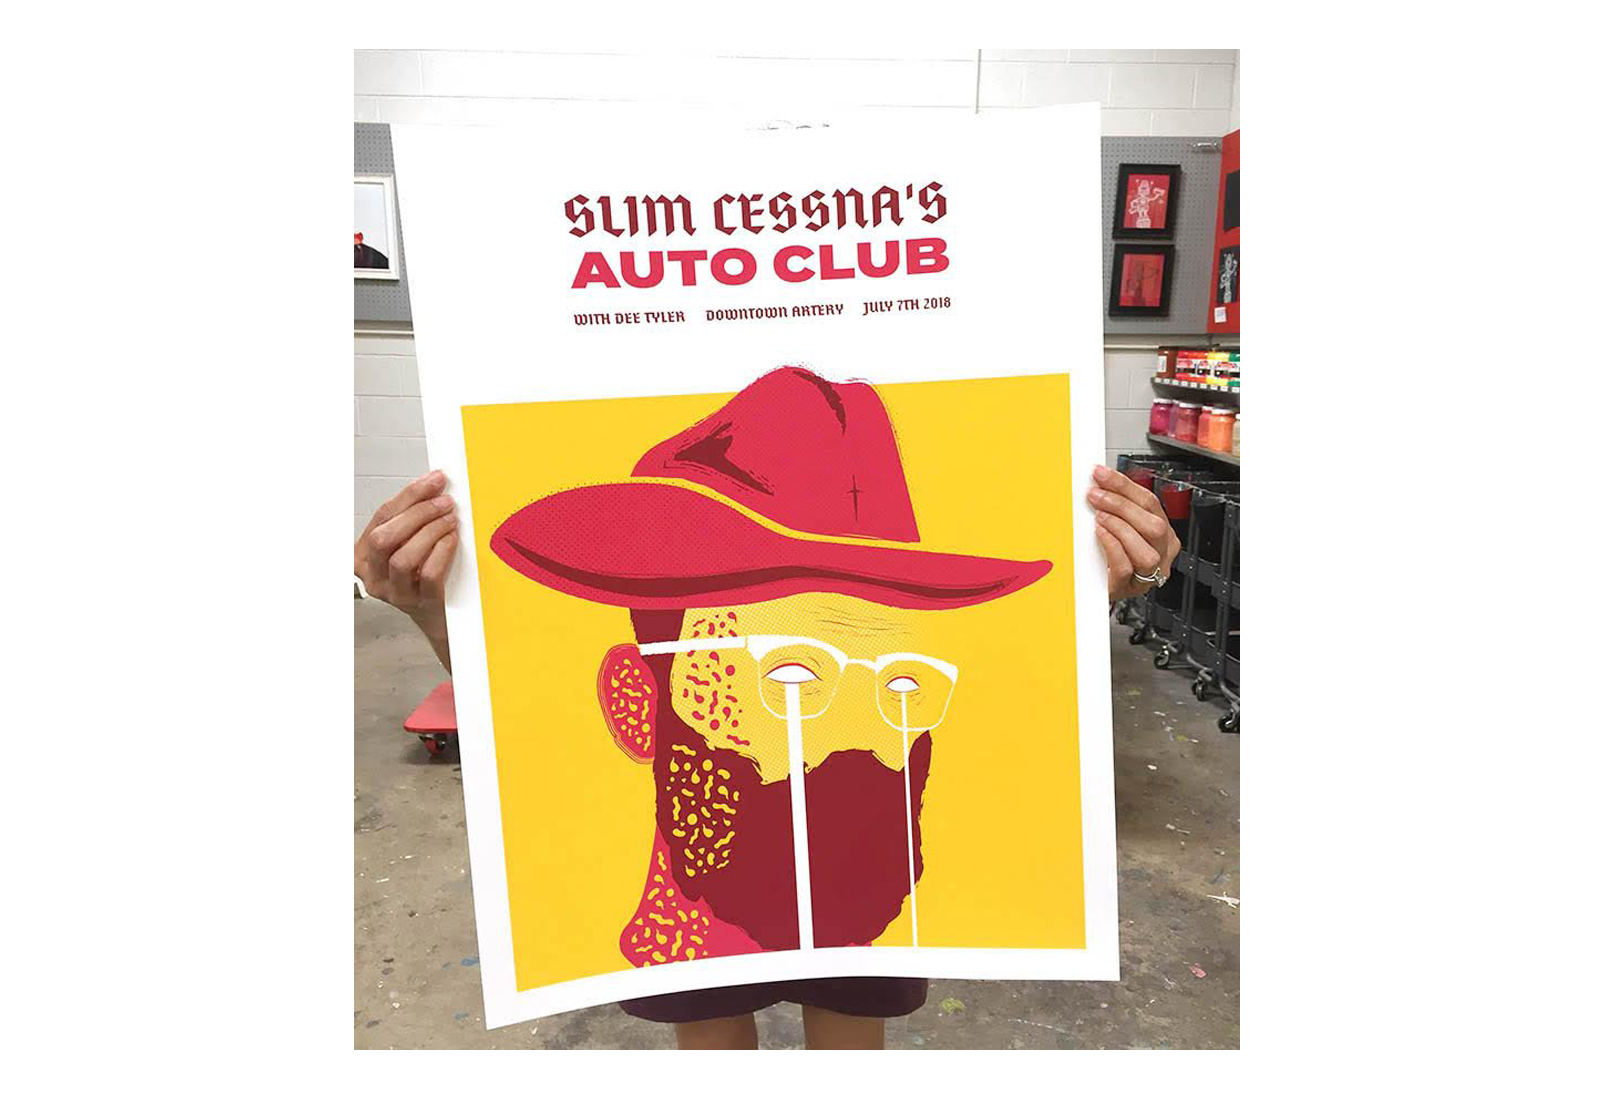 SLIM CESSNA'S
AUTO CLUB
WITH DEE TYLER DOWNTOWN ARTERY JULY 7TH 2018